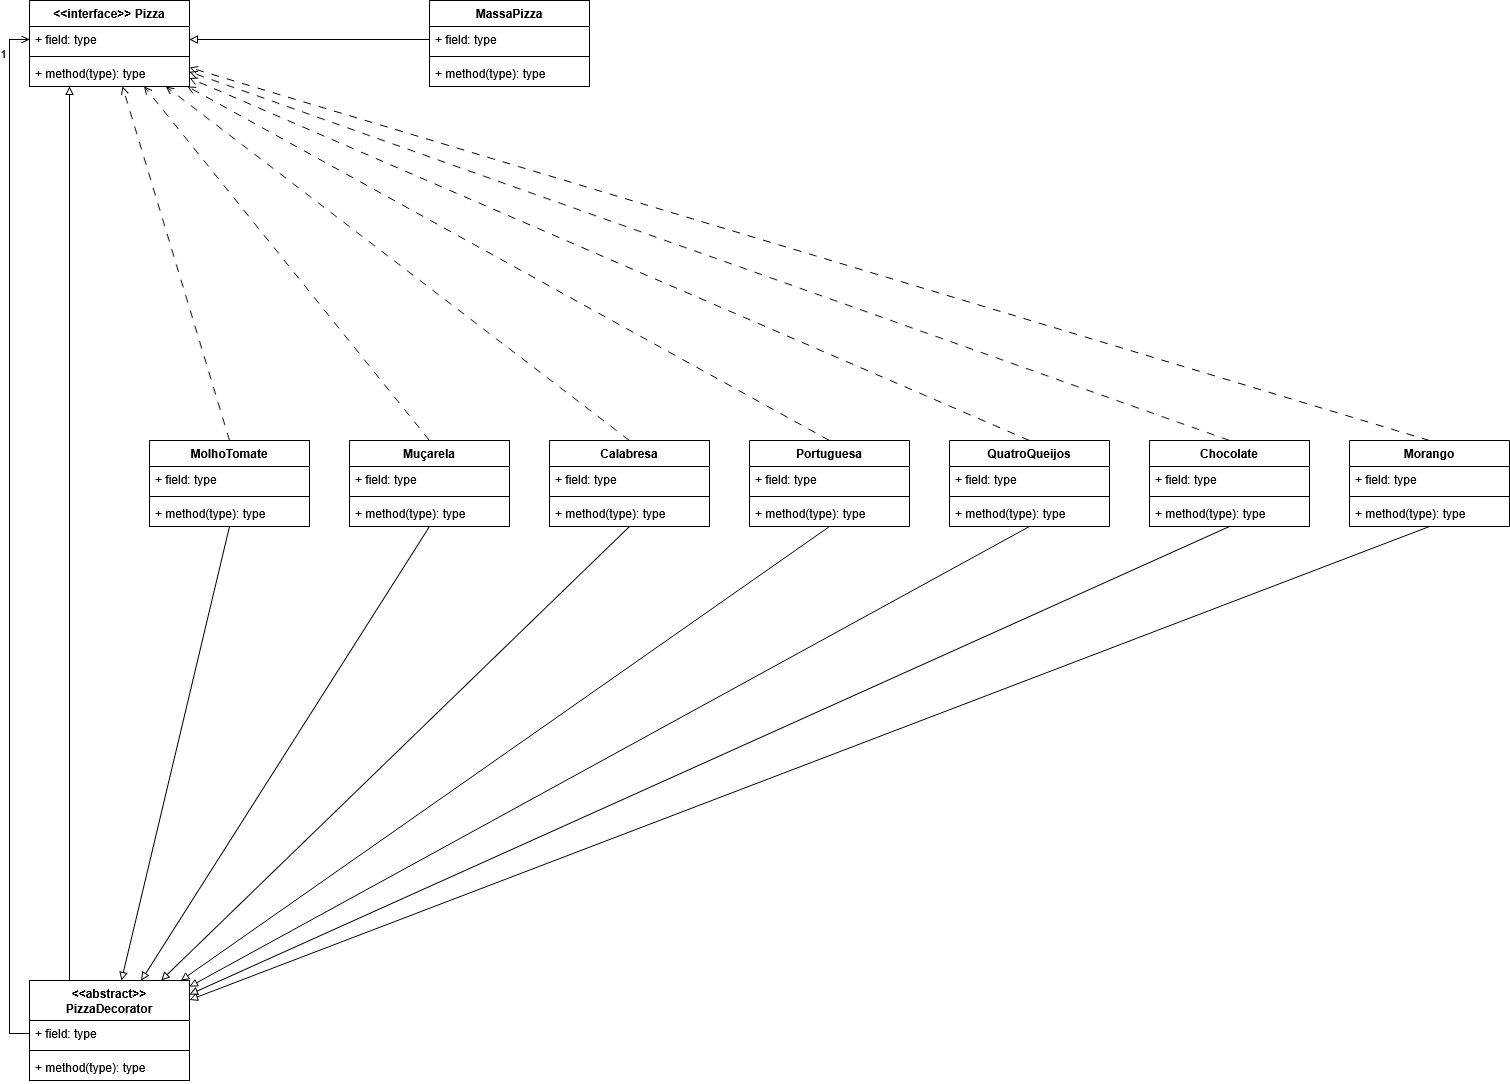 <<interface>> Pizza
+ field: type
+ method(type): type
MassaPizza
+ field: type
+ method(type): type
1
MolhoTomate
+ field: type
+ method(type): type
Muçarela
+ field: type
+ method(type): type
Calabresa
+ field: type
+ method(type): type
Portuguesa
+ field: type
+ method(type): type
QuatroQueijos
+ field: type
+ method(type): type
Chocolate
+ field: type
+ method(type): type
Morango
+ field: type
+ method(type): type
<<abstract>>
PizzaDecorator
+ field: type
+ method(type): type